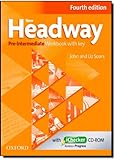 Fourth edition
New
Headway
Pre-Intermediate Workbook with key
John and Liz Soars
OXFORD
with iChecker
CD-ROM